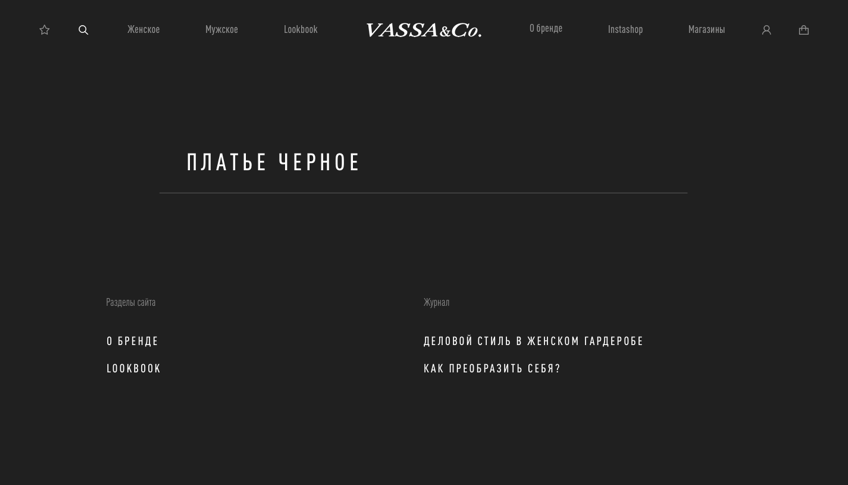 Женское Мужское Lookbook VASSA&Co. О бренде Instashop Магазины
ПЛАТЬЕ ЧЕРНОЕ
Разделы сайта
О БРЕНДЕ
LOOKBOOK
Журнал
ДЕЛОВОЙ СТИЛЬ В ЖЕНСКОМ ГАРДЕРОБЕ
КАК ПРЕОБРАЗИТЬ СЕБЯ?